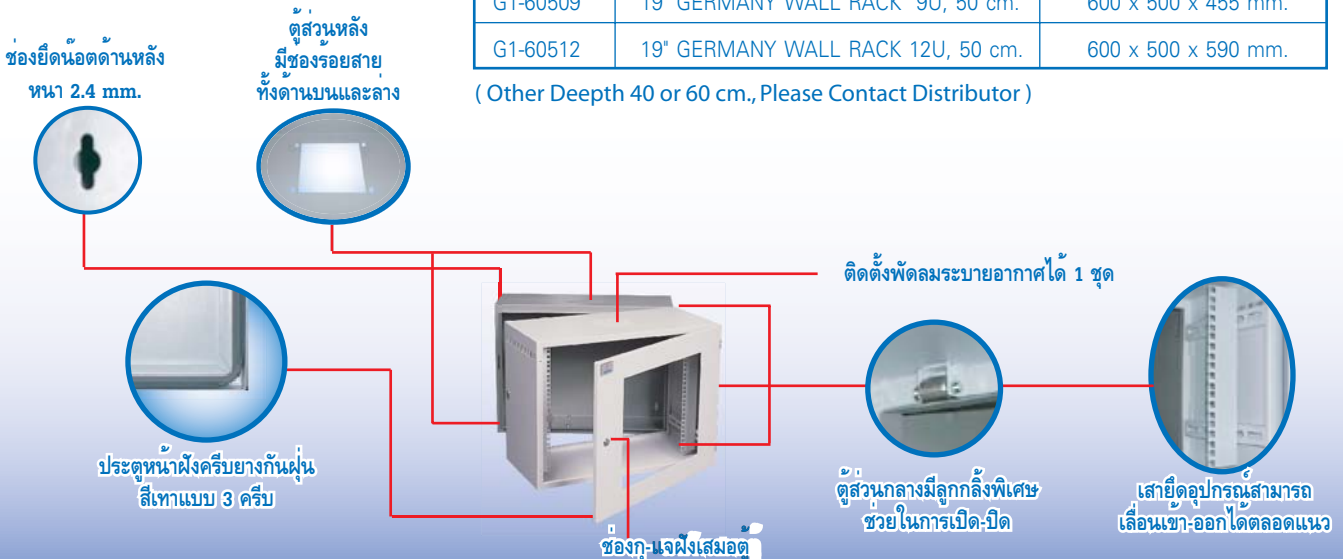 G1-60509 19" GERMANY WALL RACK 9U, 50 cm. 600 x 500 x 455 mm.
G1-60512 19" GERMANY WALL RACK 12U, 50 cm. 600 x 500 x 590 mm.
( Other Deepth 40 or 60 cm., Please Contact Distributor )
ช่องยึดน๊อตด้านหลัง
หนา 2.4 mm.
ตู้ส่วนหลัง
มีช่องร้อยสาย
ทั้งด้านบนและล่าง
ติดตั้งพัดลมระบายอากาศได้ 1 ชุด
ประตูหน้าฝังครีบยางกันฝุ่น
สีเทาแบบ 3 ครีบ
ตู้ส่วนกลางมีลูกกลิ้งพิเศษ
ช่วยในการเปิด-ปิด
เสายึดอุปกรณ์สามารถ
เลื่อนเข้า-ออกได้ตลอดแนว
ช่องกุ-แจฝังเสมอตู้